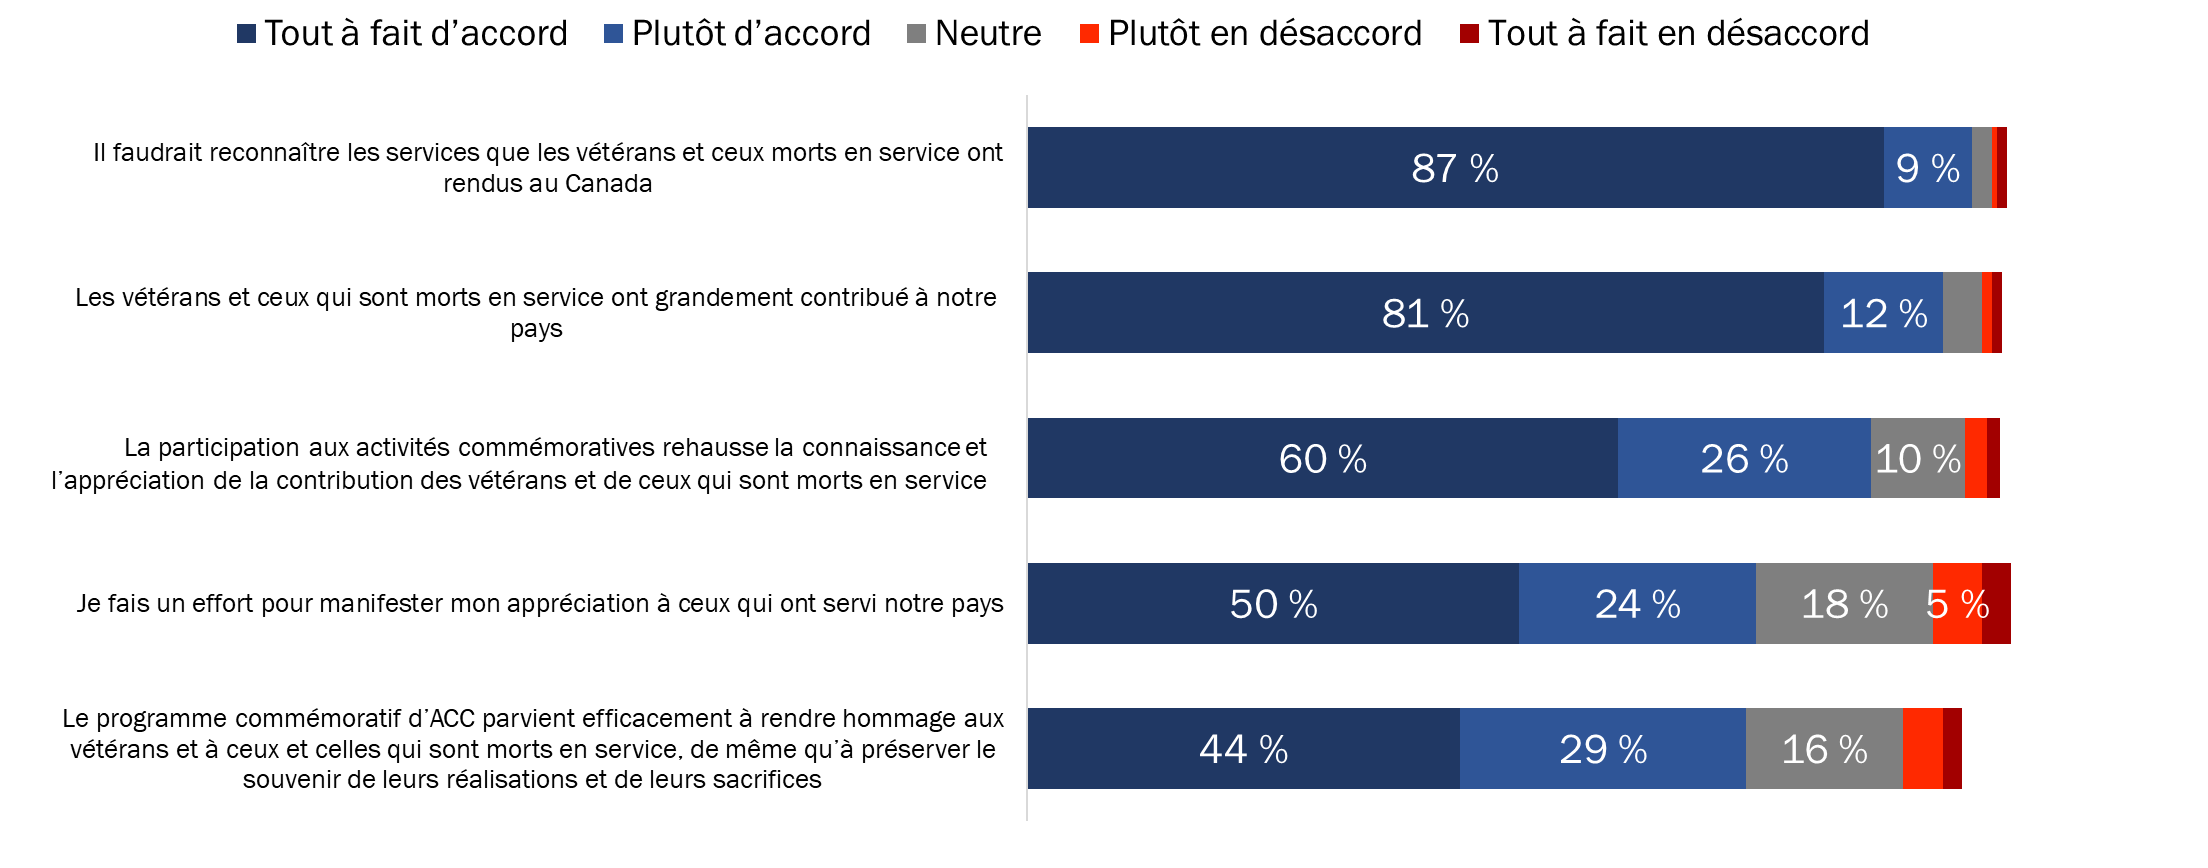 Tout à fait d’accord Plutôt d’accord Neutre Plutôt en désaccord Tout à fait en désaccord
Il faudrait reconnaître les services que les vétérans et ceux morts en service ont
rendus au Canada
87 % 9 %
Les vétérans et ceux qui sont morts en service ont grandement contribué à notre
pays
81 % 12 %
La participation aux activités commémoratives rehausse la connaissance et
l’appréciation de la contribution des vétérans et de ceux qui sont morts en service
60 % 26 % 10 %
Je fais un effort pour manifester mon appréciation à ceux qui ont servi notre pays
50 % 24 % 18 % 5 %
Le programme commémoratif d’ACC parvient efficacement à rendre hommage aux
vétérans et à ceux et celles qui sont morts en service, de même qu’à préserver le
souvenir de leurs réalisations et de leurs sacrifices
44 % 29 % 16 %